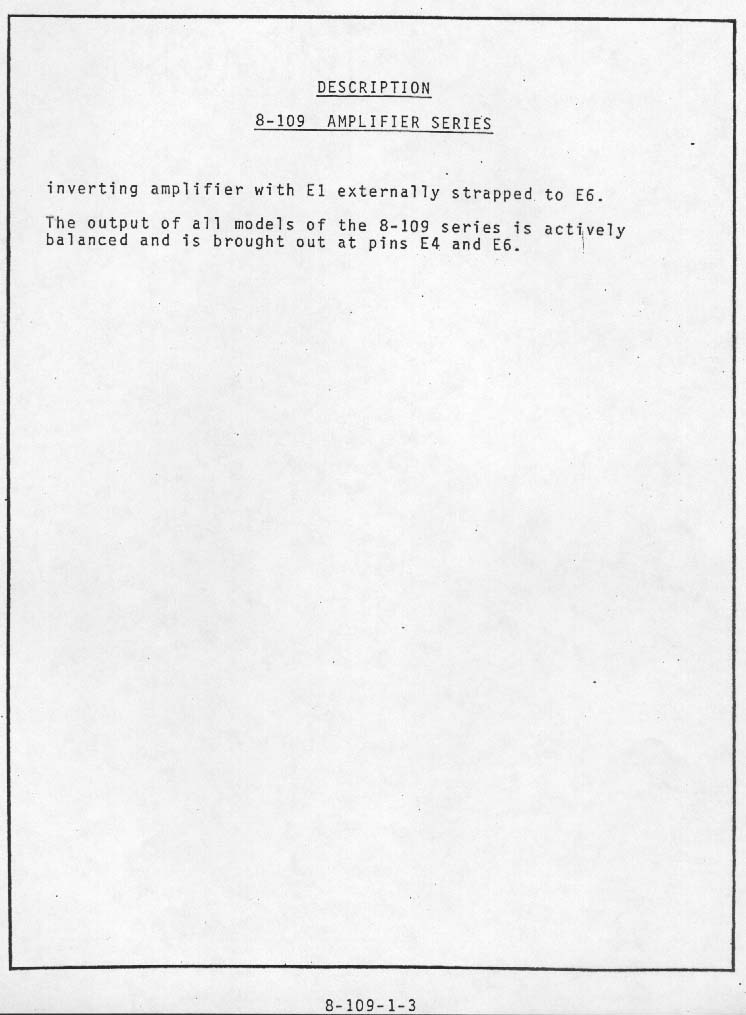 DESCRIPTION
8-109 AMPLIFIER SERIES
inverting amplifier with E1 externally strapped to E6.
The output of all models of the 8-109 series is actively
balanced and is brought out at pins E4 and E6.
8-109-1-3